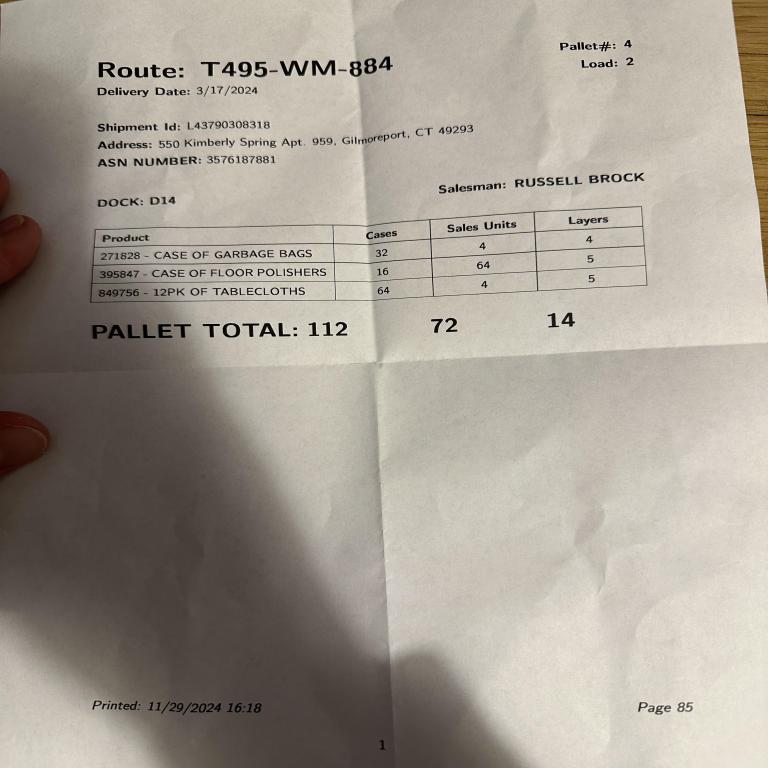 Pallet#: 4
Route: T495-WM-884
Load: 2
Delivery Date: 3/17/2024
Shipment Id: L43790308318
Address: 550 Kimberly Spring Apt. 959, Gilmoreport, CT 49293
ASN NUMBER: 3576187881
Salesman: RUSSELL BROCK
DOCK: D14
Product Cases Sales Units Layers
271828 - CASE OF GARBAGE BAGS 32 4 4
395847 - CASE OF FLOOR POLISHERS 16 64 5
849756 - 12PK OF TABLECLOTHS 64 4 5
PALLET TOTAL: 112 72 14
Printed: 11/29/2024 16:18
Page 85
1